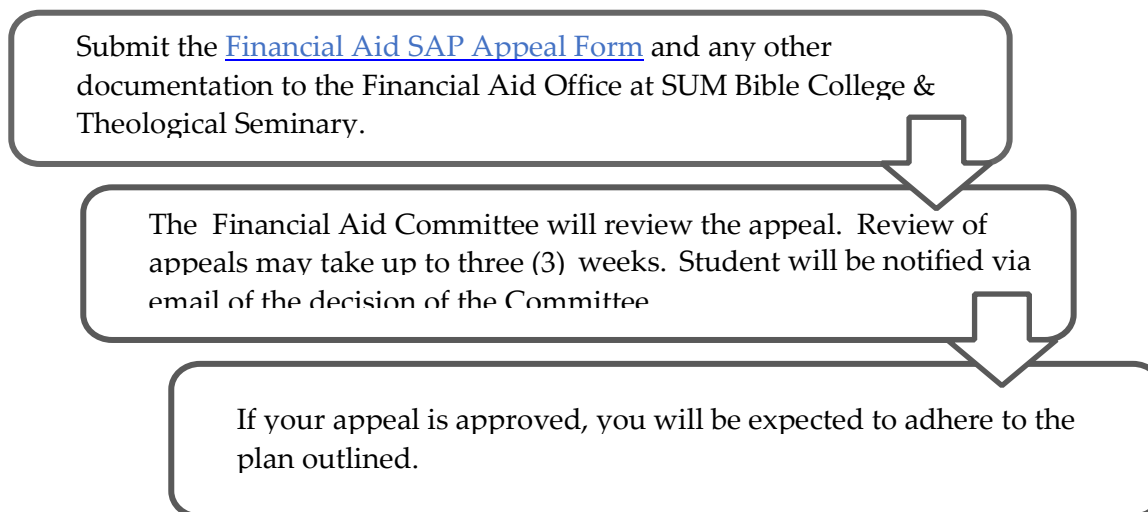 Submit the Financial Aid SAP Appeal Form and any other
documentation to the Financial Aid Office at SUM Bible College &
Theological Seminary.
The Financial Aid Committee will review the appeal. Review of
appeals may take up to three (3) weeks. Student will be notified via
email of the decision of the Committee
If your appeal is approved, you will be expected to adhere to the
plan outlined.